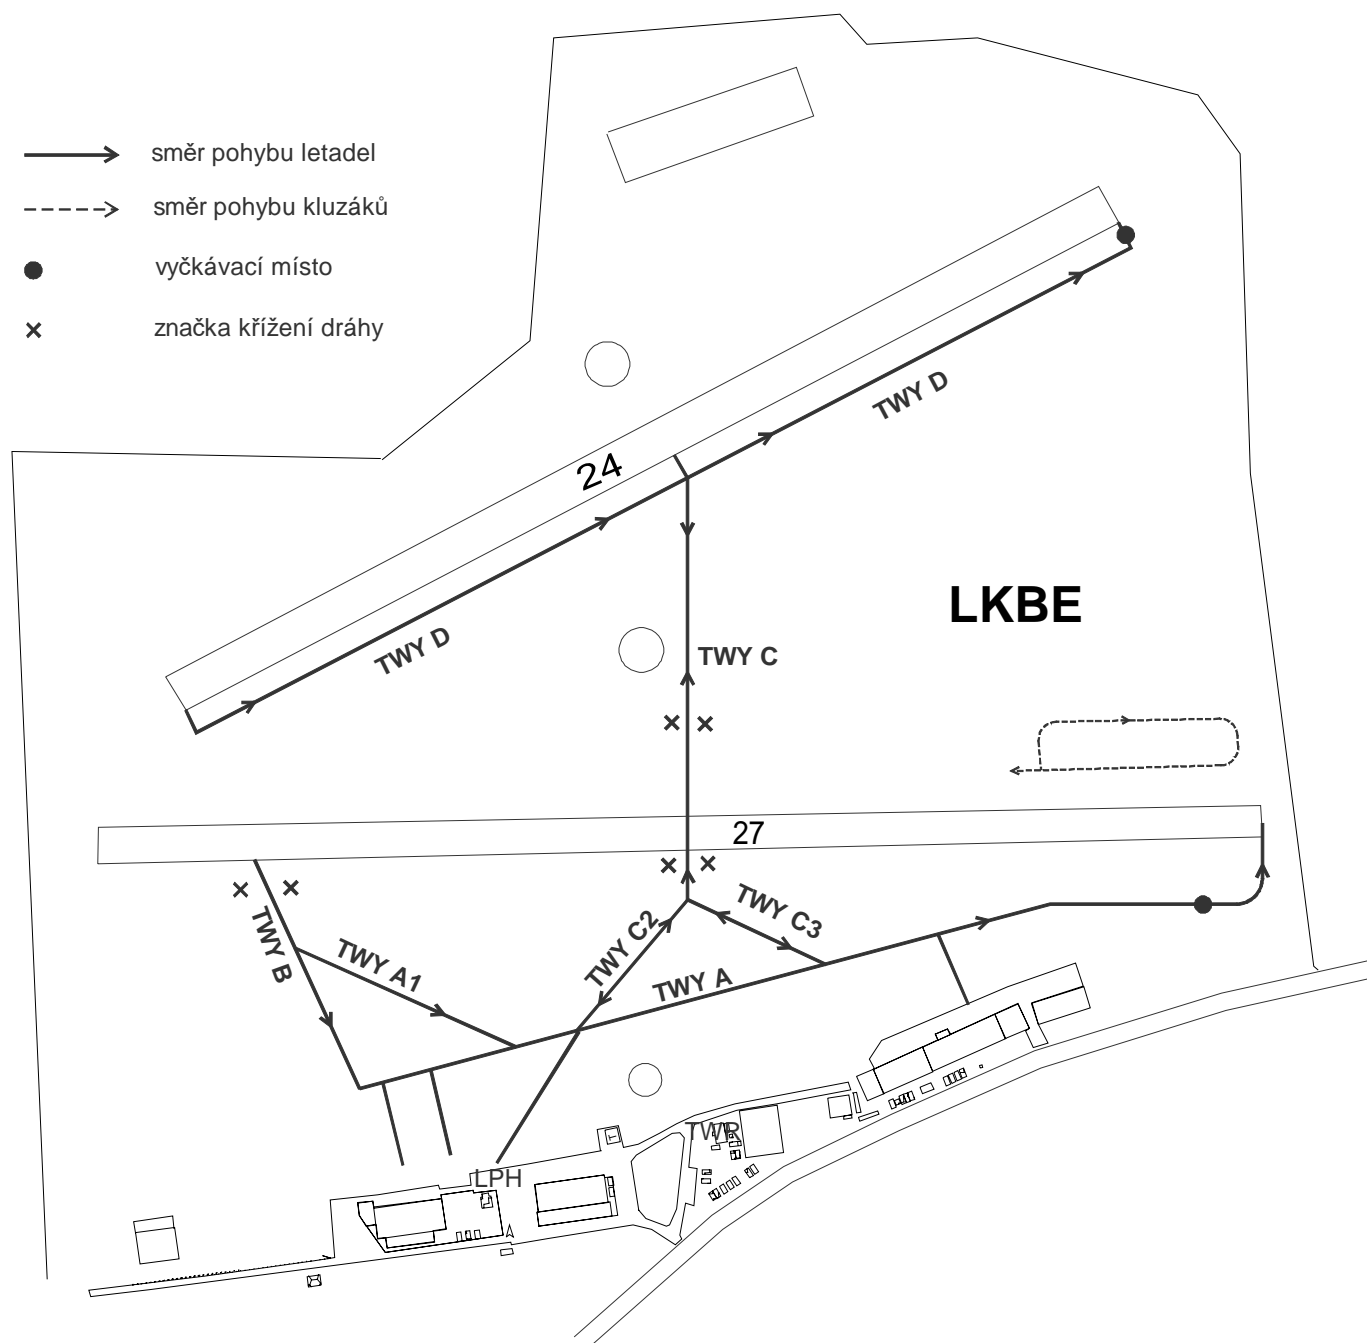 směr pohybu letadel
směr pohybu kluzáků
vyčkávací místo
značka křížení dráhy
TWY D
24
LKBE
TWY D
TWY C
27
TWY B
TWY A1
TWY C2
TWY C3
TWY A
TWR
T
LPH